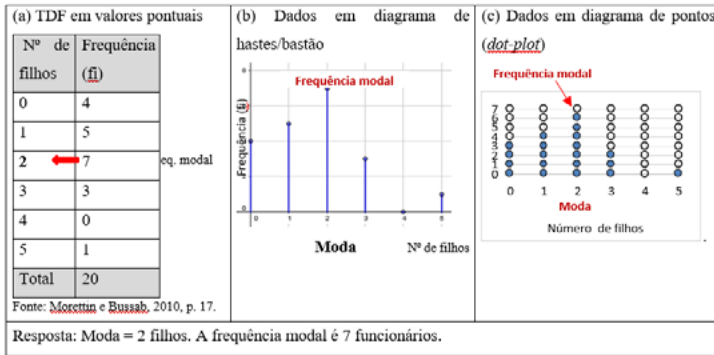 (a) TDF em valores pontuais
Nº de filhos Frequência (fi)
0 4
1 5
2 7 eq. modal
3 3
4 0
5 1
Total 20
Fonte: Morettin e Bussab, 2010, p. 17.
(b) Dados em diagrama de
hastes/bastão
Frequência modal
Frequência (fi)
0 1 2 3 4 5
Moda Nº de filhos
(c) Dados em diagrama de pontos
(dot-plot)
Frequência modal
7
6
5
4
3
2
1
0
0 1 2 3 4 5
Moda
Número de filhos
Resposta: Moda = 2 filhos. A frequência modal é 7 funcionários.